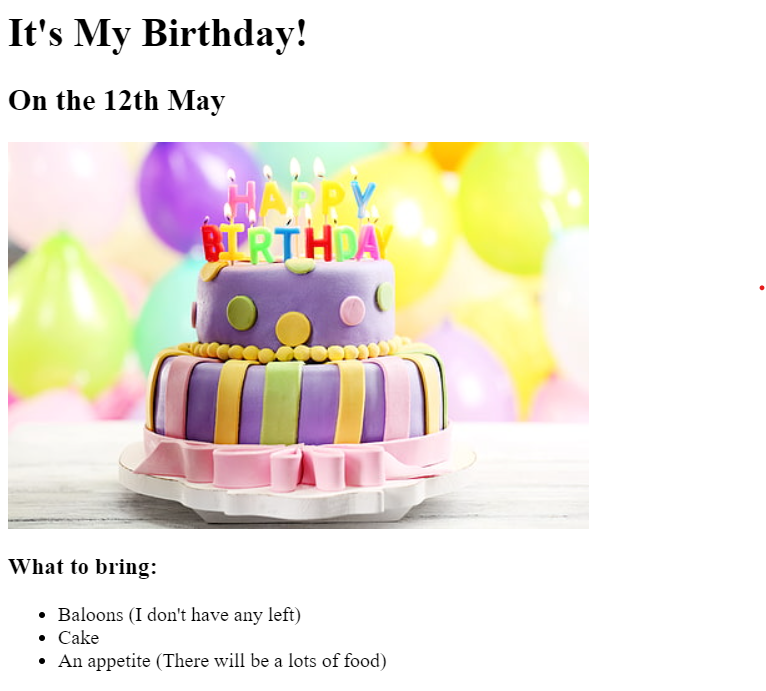 It's My Birthday!
On the 12th May
HAPPY
BIRTHDAY
What to bring:
Baloons (I don't have any left)
Cake
An appetite (There will be a lots of food)